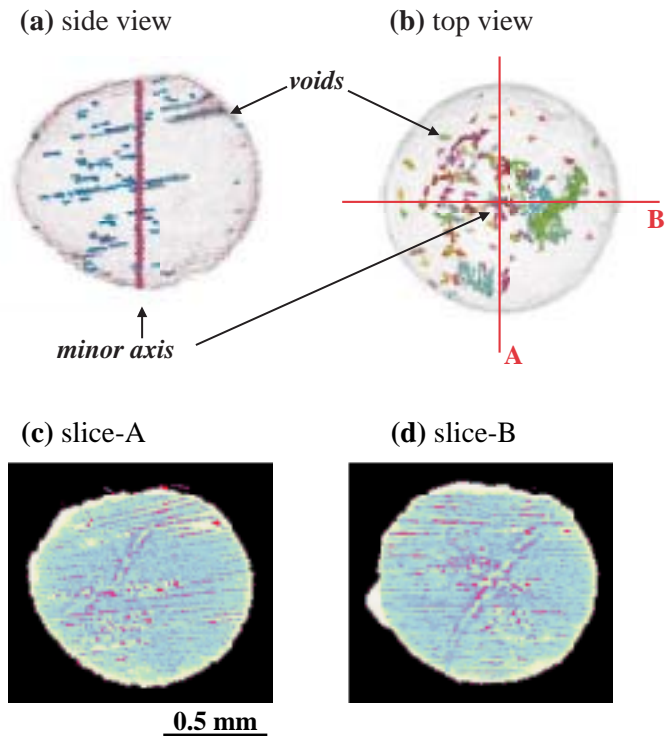 (a) side view
(b) top view
voids
B
minor axis
A
(c) slice-A
(d) slice-B
0.5 mm